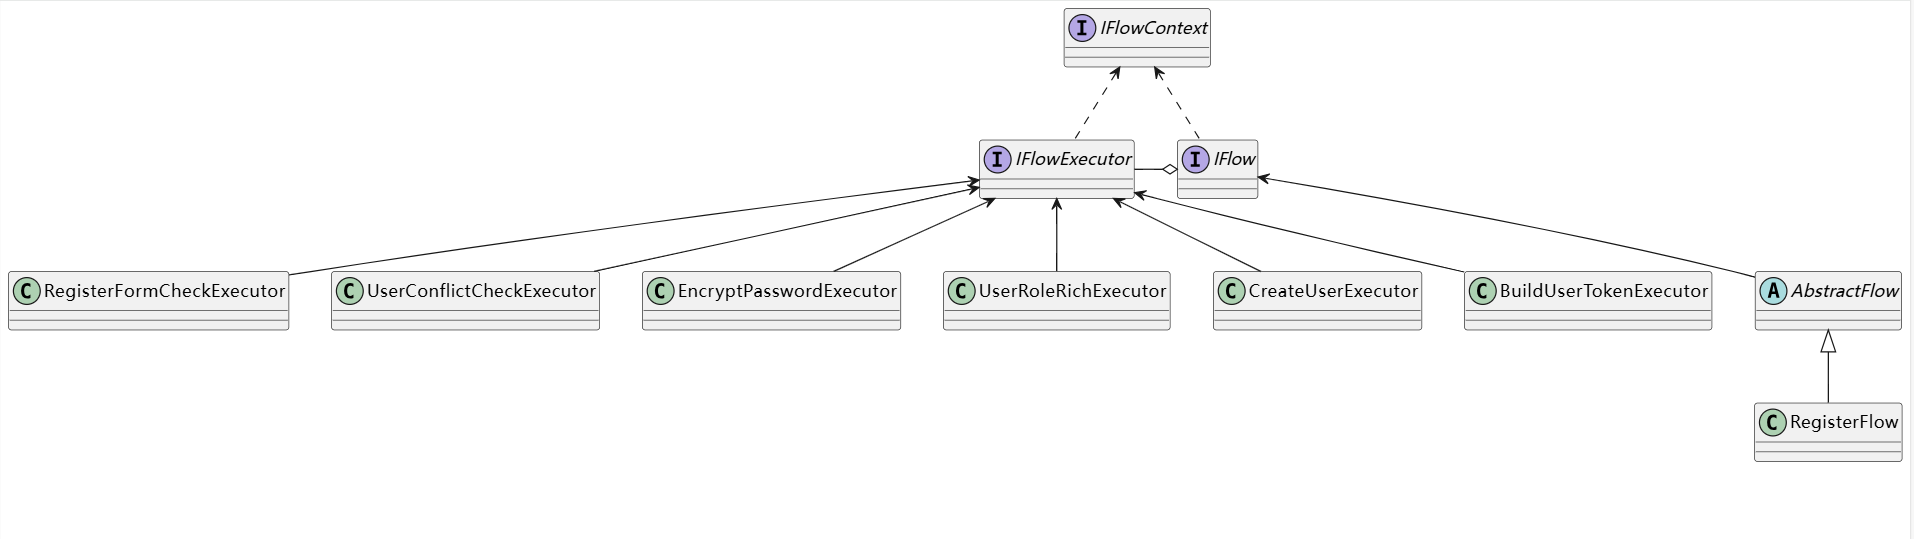 I IFlowContext
I IFlowExecutor
I IFlow
C RegisterFormCheckExecutor
C UserConflictCheckExecutor
C EncryptPasswordExecutor
C UserRoleRichExecutor
C CreateUserExecutor
C BuildUserTokenExecutor
A AbstractFlow
C RegisterFlow